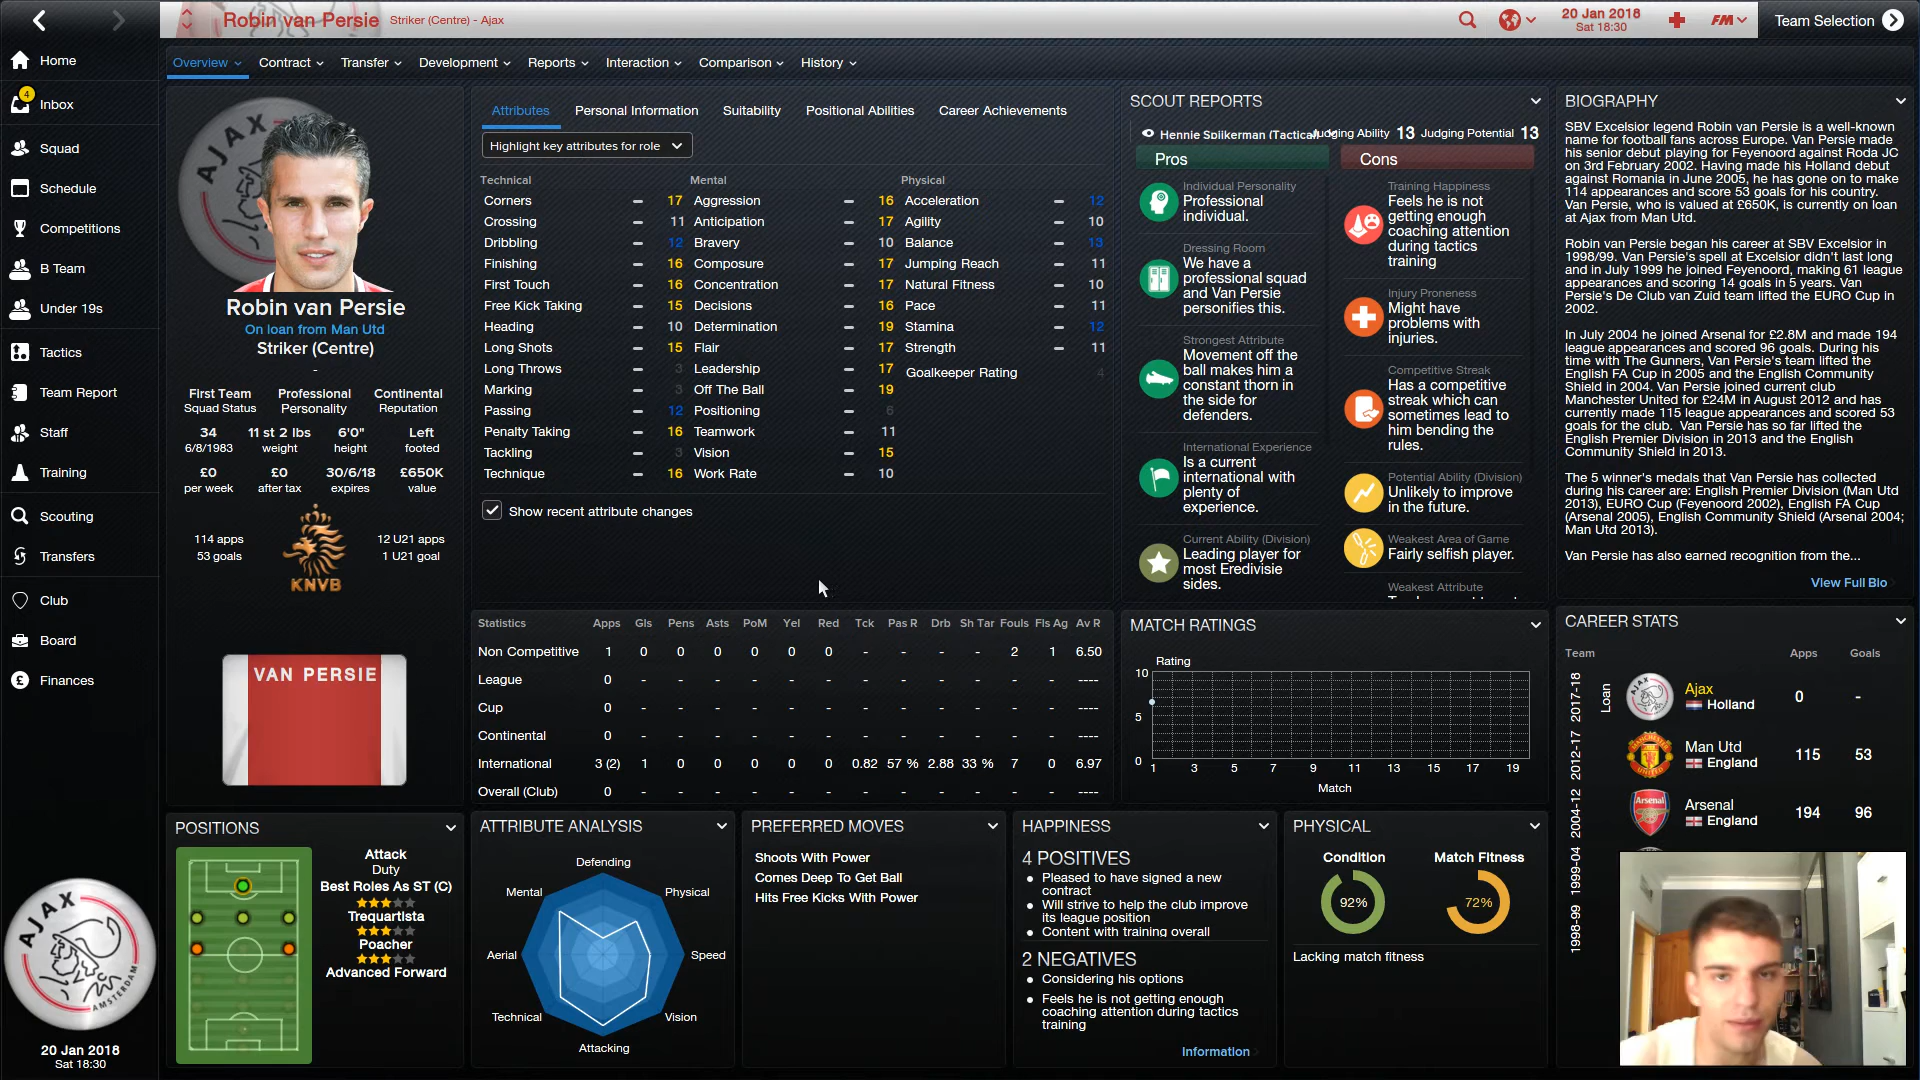 Robin van Persie
Striker (Centre) - Ajax
20 Jan 2018
Sat 18:30
FM
Team Selection
Home
4
Inbox
Squad
Schedule
Competitions
B Team
Under 19s
Tactics
Team Report
Staff
Training
Scouting
Transfers
Club
Board
Finances
AJAX
AMSTERDAM
20 Jan 2018
Sat 18:30
Overview
Contract
Transfer
Development
Reports
Interaction
Comparison
History
AJAX
Robin van Persie
On loan from Man Utd
Striker (Centre)
-
First Team Professional Continental
Squad Status Personality Reputation
34 11 st 2 lbs 6'0" Left
6/8/1983 weight height footed
£0 £0 30/6/18 £650K
per week after tax expires value
114 apps 12 U21 apps
53 goals 1 U21 goal
KNVB
VAN PERSIE
Attributes Personal Information Suitability Positional Abilities Career Achievements
Highlight key attributes for role
Technical Mental Physical
Corners - 17 Aggression - 16 Acceleration - 12
Crossing - 11 Anticipation - 17 Agility - 10
Dribbling - 12 Bravery - 10 Balance - 13
Finishing - 16 Composure - 17 Jumping Reach - 11
First Touch - 16 Concentration - 17 Natural Fitness - 10
Free Kick Taking - 15 Decisions - 16 Pace - 11
Heading - 10 Determination - 19 Stamina - 12
Long Shots - 15 Flair - 17 Strength - 11
Long Throws - 3 Leadership - 17 Goalkeeper Rating 4
Marking - 3 Off The Ball - 19
Passing - 12 Positioning - 6
Penalty Taking - 16 Teamwork - 11
Tackling - 3 Vision - 15
Technique - 16 Work Rate - 10
Show recent attribute changes
Statistics Apps Gls Pens Asts PoM Yel Red Tck Pas R Drb Sh Tar Fouls Fls Ag Av R
Non Competitive 1 0 0 0 0 0 0 - - - - 2 1 6.50
League 0 - - - - - - - - - - - - ----
Cup 0 - - - - - - - - - - - - ----
Continental 0 - - - - - - - - - - - - ----
International 3 (2) 1 0 0 0 0 0 0.82 57 % 2.88 33 % 7 0 6.97
Overall (Club) 0 - - - - - - - - - - - - ----
SCOUT REPORTS
Hennie Spijkerman (Tactical) Judging Ability 13 Judging Potential 13
Pros
Individual Personality
Professional
individual.
Dressing Room
We have a
professional squad
and Van Persie
personifies this.
Strongest Attribute
Movement off the
ball makes him a
constant thorn in
the side for
defenders.
International Experience
Is a current
international with
plenty of
experience.
Current Ability (Division)
Leading player for
most Eredivisie
sides.
Cons
Training Happiness
Feels he is not
getting enough
coaching attention
during tactics
training
Injury Proneness
Might have
problems with
injuries.
Competitive Streak
Has a competitive
streak which can
sometimes lead to
him bending the
rules.
Potential Ability (Division)
Unlikely to improve
in the future.
Weakest Area of Game
Fairly selfish player.
Weakest Attribute
BIOGRAPHY
SBV Excelsior legend Robin van Persie is a well-known
name for football fans across Europe. Van Persie made
his senior debut playing for Feyenoord against Roda JC
on 3rd February 2002. Having made his Holland debut
against Romania in June 2005, he has gone on to make
114 appearances and score 53 goals for his country.
Van Persie, who is valued at £650K, is currently on loan
at Ajax from Man Utd.
Robin van Persie began his career at SBV Excelsior in
1998/99. Van Persie's spell at Excelsior didn't last long
and in July 1999 he joined Feyenoord, making 61 league
appearances and scoring 14 goals in 5 years. Van
Persie's De Club van Zuid team lifted the EURO Cup in
2002.
In July 2004 he joined Arsenal for £2.8M and made 194
league appearances and scored 96 goals. During his
time with The Gunners, Van Persie's team lifted the
English FA Cup in 2005 and the English Community
Shield in 2004. Van Persie joined current club
Manchester United for £24M in August 2012 and has
currently made 115 league appearances and scored 53
goals for the club. Van Persie has so far lifted the
English Premier Division in 2013 and the English
Community Shield in 2013.
The 5 winner's medals that Van Persie has collected
during his career are: English Premier Division (Man Utd
2013), EURO Cup (Feyenoord 2002), English FA Cup
(Arsenal 2005), English Community Shield (Arsenal 2004;
Man Utd 2013).
Van Persie has also earned recognition from the...
View Full Bio
MATCH RATINGS
Rating
10
5
0
1 3 5 7 9 11 13 15 17 19
Match
CAREER STATS
Team Apps Goals
2017-18 Loan Ajax Holland 0 -
2012-17 Man Utd England 115 53
2004-12 Arsenal England 194 96
1999-04
1998-99
POSITIONS
Attack
Duty
Best Roles As ST (C)
Trequartista
Poacher
Advanced Forward
ATTRIBUTE ANALYSIS
Defending
Mental Physical
Aerial Speed
Technical Vision
Attacking
PREFERRED MOVES
Shoots With Power
Comes Deep To Get Ball
Hits Free Kicks With Power
HAPPINESS
4 POSITIVES
Pleased to have signed a new
contract
Will strive to help the club improve
its league position
Content with training overall
2 NEGATIVES
Considering his options
Feels he is not getting enough
coaching attention during tactics
training
Information
PHYSICAL
Condition Match Fitness
92% 72%
Lacking match fitness